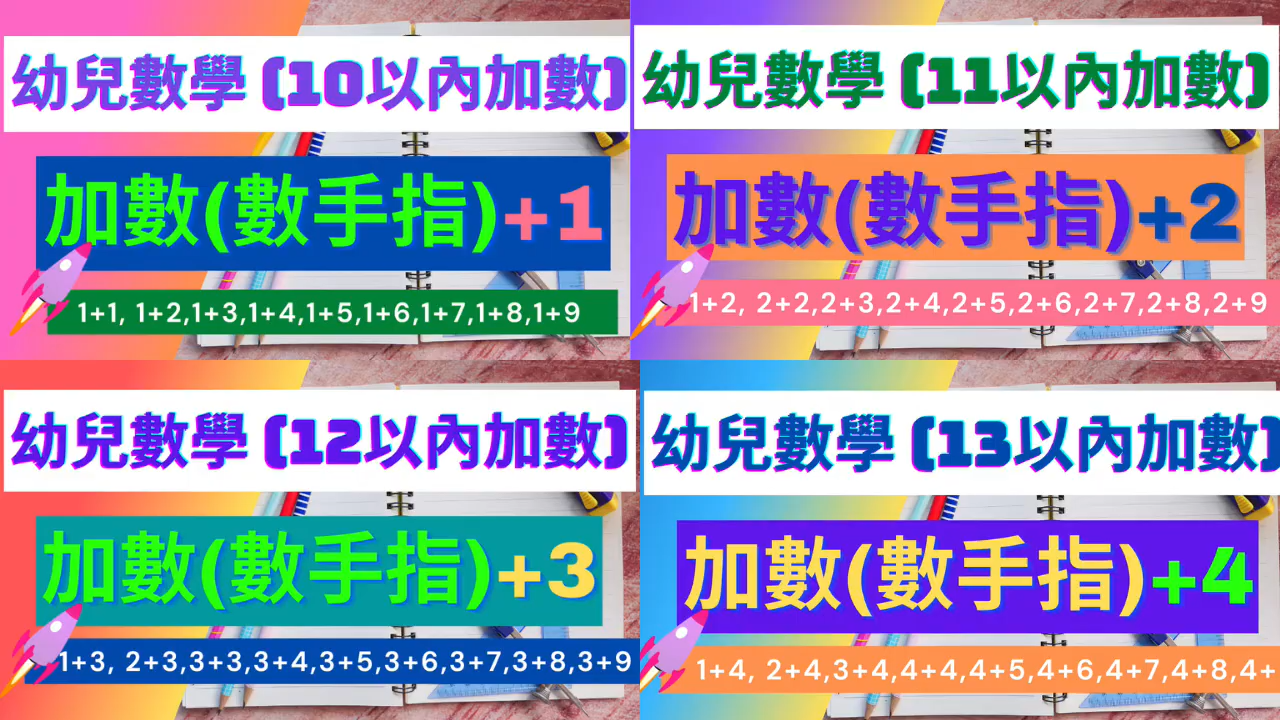 幼兒數學 (10以內加數)
加數(數手指)+1
1+1, 1+2,1+3,1+4,1+5,1+6,1+7,1+8,1+9
幼兒數學 (11以內加數)
加數(數手指)+2
1+2, 2+2,2+3,2+4,2+5,2+6,2+7,2+8,2+9
幼兒數學 (12以內加數)
加數(數手指)+3
1+3, 2+3,3+3,3+4,3+5,3+6,3+7,3+8,3+9
幼兒數學 (13以內加數)
加數(數手指)+4
1+4, 2+4,3+4,4+4,4+5,4+6,4+7,4+8,4+